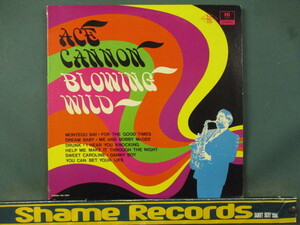 ACE
CANNON
BLOWING
WILD
MONTEGO BAY • FOR THE GOOD TIMES
DREAM BABY • ME AND BOBBY McGEE
DRUNK • I HEAR YOU KNOCKING
HELP ME MAKE IT THROUGH THE NIGHT
SWEET CAROLINE • DANNY BOY
YOU CAN BET YOUR LIFE
Shame Records